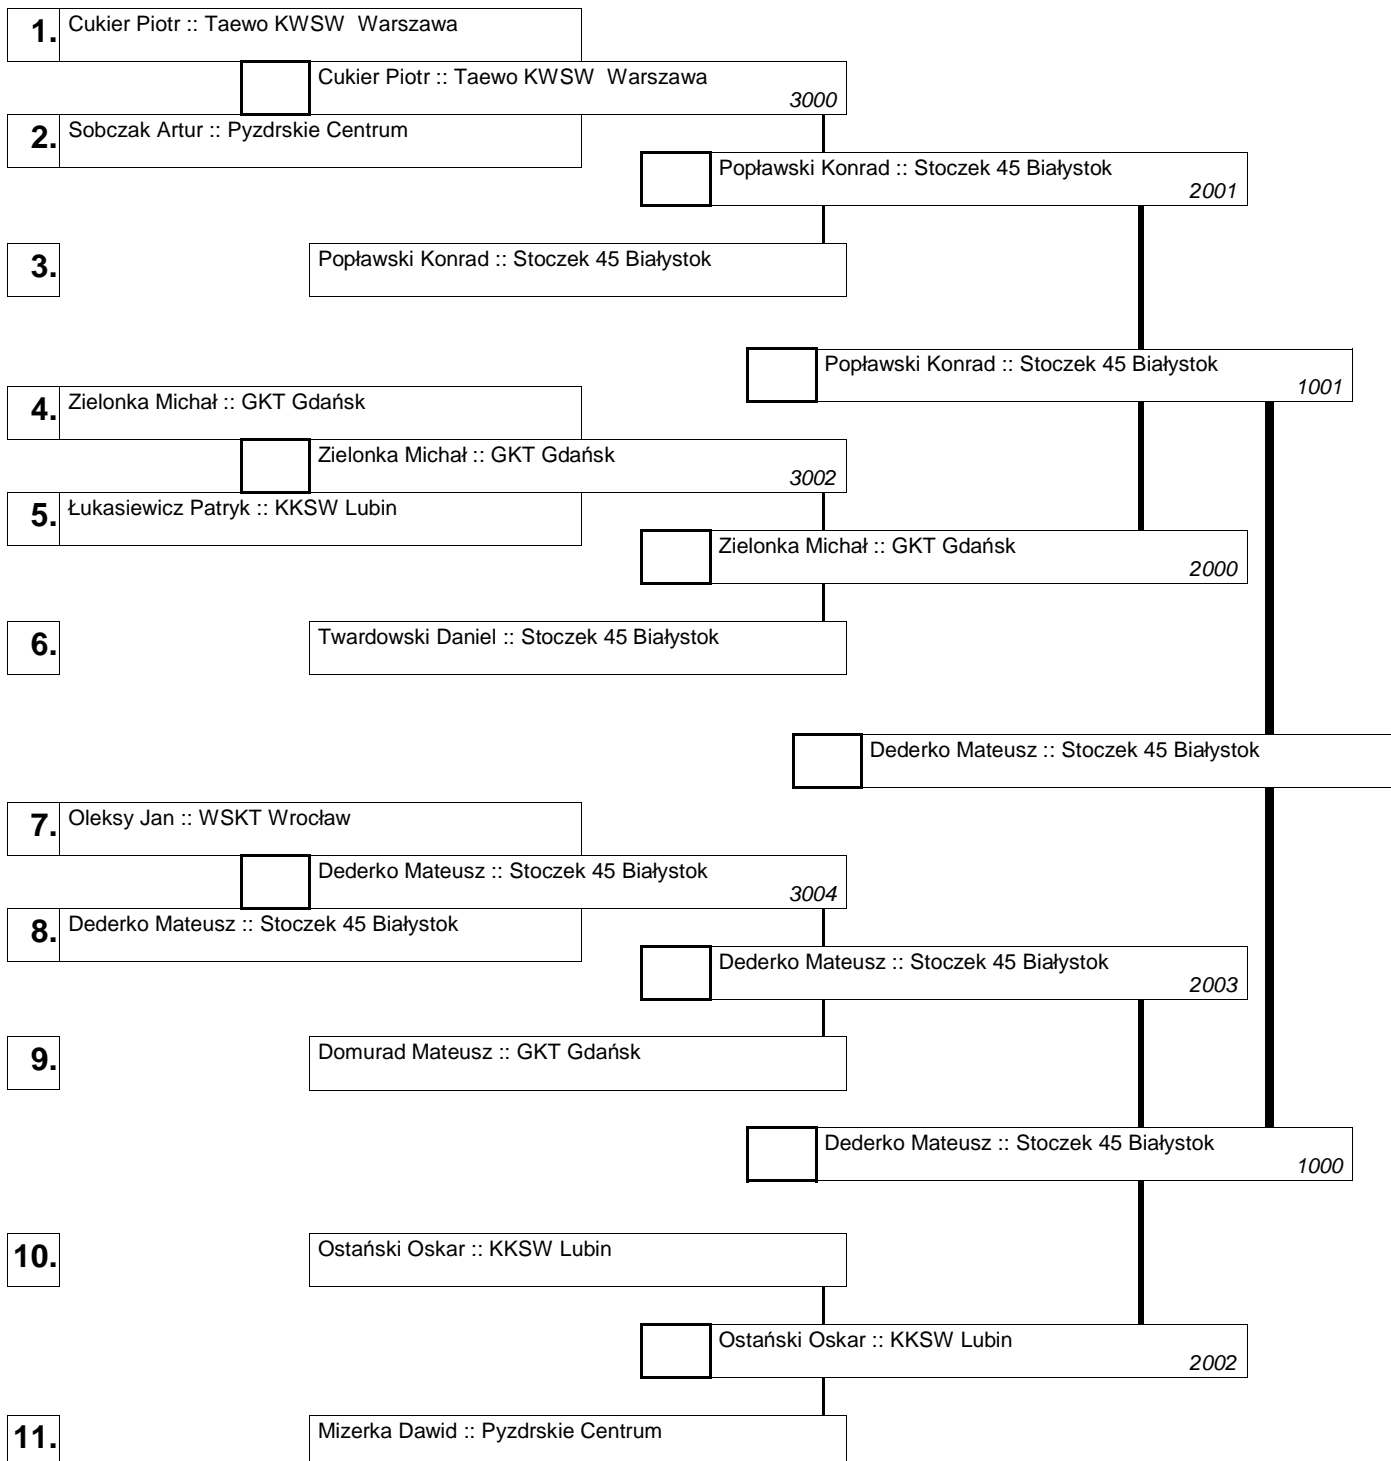 1. Cukier Piotr :: Taewo KWSW  Warszawa
Cukier Piotr :: Taewo KWSW  Warszawa
3000
2. Sobczak Artur :: Pyzdrskie Centrum
Popławski Konrad :: Stoczek 45 Białystok
2001
3. Popławski Konrad :: Stoczek 45 Białystok
Popławski Konrad :: Stoczek 45 Białystok
1001
4. Zielonka Michał :: GKT Gdańsk
Zielonka Michał :: GKT Gdańsk
3002
5. Łukasiewicz Patryk :: KKSW Lubin
Zielonka Michał :: GKT Gdańsk
2000
6. Twardowski Daniel :: Stoczek 45 Białystok
Dederko Mateusz :: Stoczek 45 Białystok
7. Oleksy Jan :: WSKT Wrocław
Dederko Mateusz :: Stoczek 45 Białystok
3004
8. Dederko Mateusz :: Stoczek 45 Białystok
Dederko Mateusz :: Stoczek 45 Białystok
2003
9. Domurad Mateusz :: GKT Gdańsk
Dederko Mateusz :: Stoczek 45 Białystok
1000
10. Ostański Oskar :: KKSW Lubin
Ostański Oskar :: KKSW Lubin
2002
11. Mizerka Dawid :: Pyzdrskie Centrum